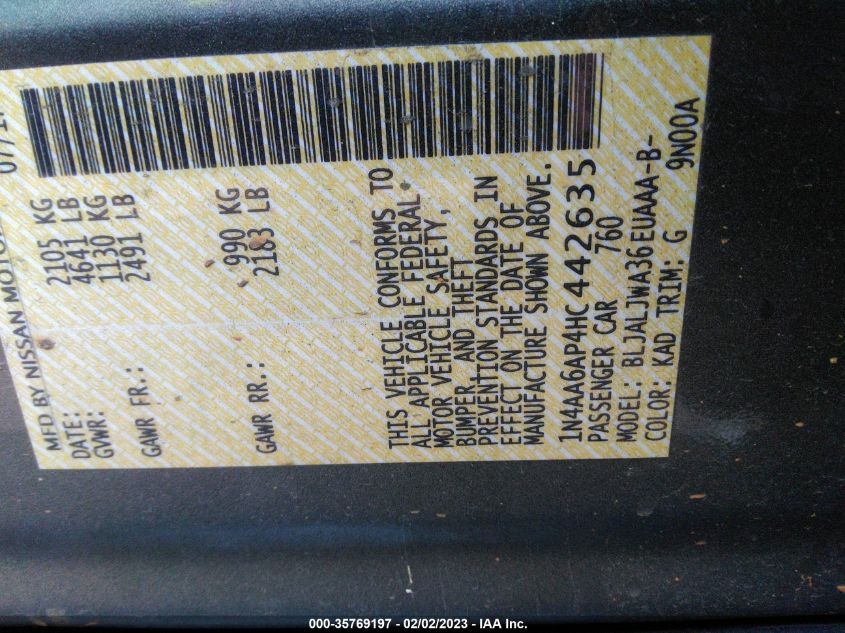 MFD BY NISSAN MOTOR
DATE: 07/1
GVWR: 2105 KG
4641 LB
GAWR FR.: 1130 KG
2491 LB
GAWR RR.: 990 KG
2183 LB
THIS VEHICLE CONFORMS TO
ALL APPLICABLE FEDERAL
MOTOR VEHICLE SAFETY,
BUMPER, AND THEFT
PREVENTION STANDARDS IN
EFFECT ON THE DATE OF
MANUFACTURE SHOWN ABOVE.
1N4AA6AP4HC442635
PASSENGER CAR 760
MODEL: BLJALJWA36EUAAA-B-
COLOR: KAD TRIM: G 9N00A
000-35769197 - 02/02/2023 - IAA Inc.